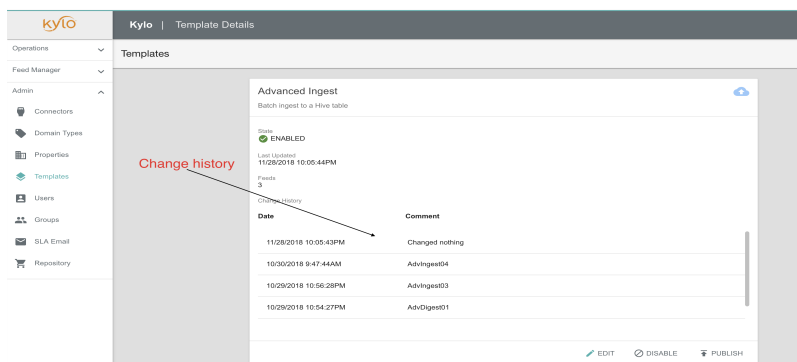 kylo
Kylo | Template Details
Operations
Feed Manager
Admin
Connectors
Domain Types
Properties
Templates
Users
Groups
SLA Email
Repository
Templates
Advanced Ingest
Batch ingest to a Hive table
State
ENABLED
Last Updated
11/28/2018 10:05:44PM
Feeds
3
Change history
Change History
Date Comment
11/28/2018 10:05:43PM Changed nothing
10/30/2018 9:47:44AM AdvIngest04
10/29/2018 10:56:28PM AdvIngest03
10/29/2018 10:54:27PM AdvDigest01
EDIT DISABLE PUBLISH